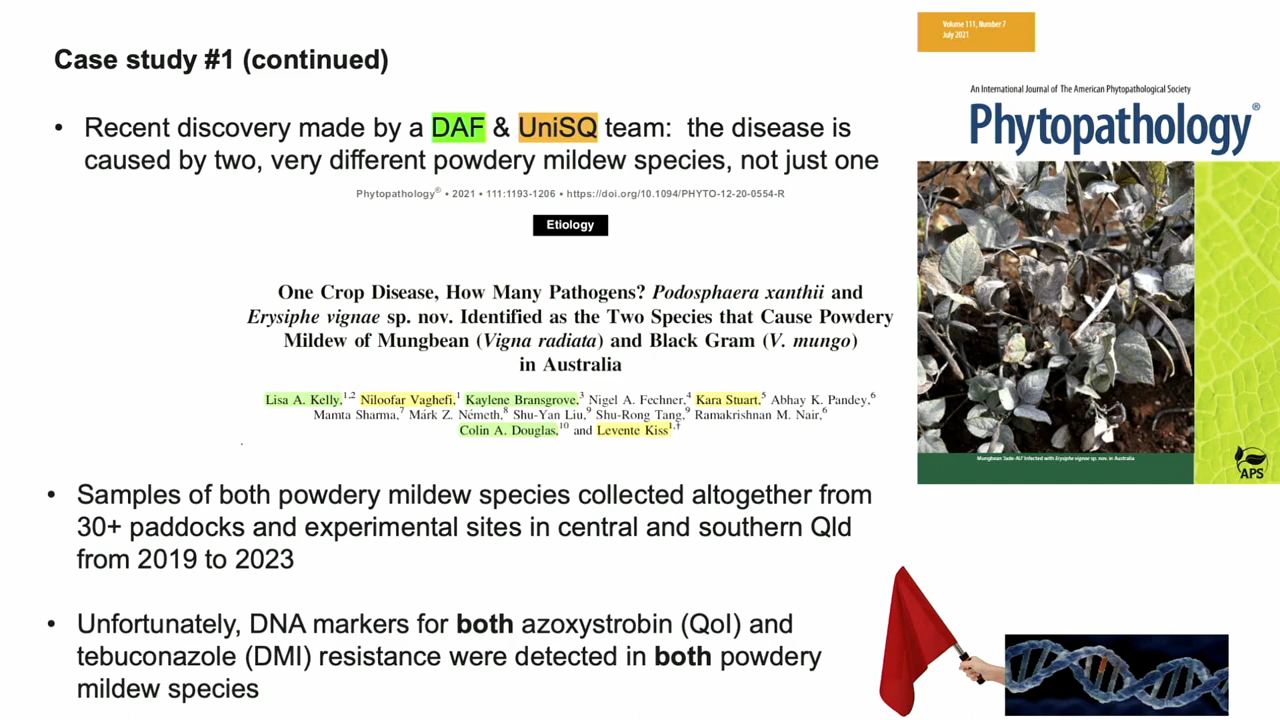 Case study #1 (continued)
• Recent discovery made by a DAF & UniSQ team: the disease is
caused by two, very different powdery mildew species, not just one
Phytopathology® • 2021 • 111:1193-1206 • https://doi.org/10.1094/PHYTO-12-20-0554-R
Etiology
One Crop Disease, How Many Pathogens? Podosphaera xanthii and
Erysiphe vignae sp. nov. Identified as the Two Species that Cause Powdery
Mildew of Mungbean (Vigna radiata) and Black Gram (V. mungo)
in Australia
Lisa A. Kelly,1,2 Niloofar Vaghefi,1 Kaylene Bransgrove,3 Nigel A. Fechner,4 Kara Stuart,5 Abhay K. Pandey,6
Mamta Sharma,7 Márk Z. Németh,8 Shu-Yan Liu,9 Shu-Rong Tang,9 Ramakrishnan M. Nair,6
Colin A. Douglas,10 and Levente Kiss1,†
• Samples of both powdery mildew species collected altogether from
30+ paddocks and experimental sites in central and southern Qld
from 2019 to 2023
• Unfortunately, DNA markers for both azoxystrobin (QoI) and
tebuconazole (DMI) resistance were detected in both powdery
mildew species
Volume 111, Number 7
July 2021
An International Journal of The American Phytopathological Society
Phytopathology®
Mungbean 'Jade-AU' infected with Erysiphe vignae sp. nov. in Australia
APS